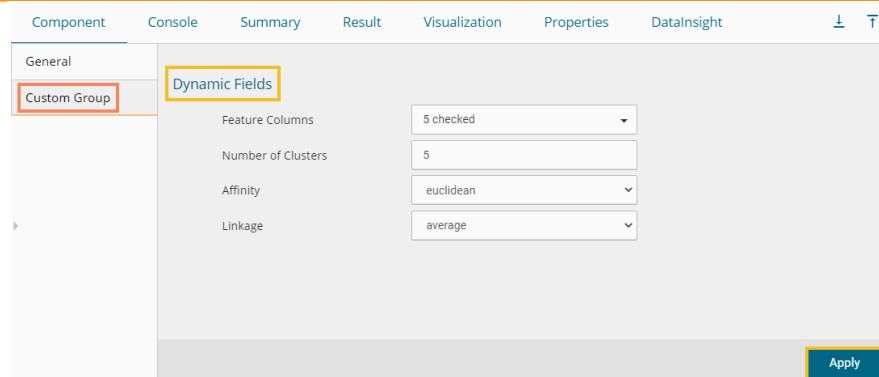 Component Console Summary Result Visualization Properties DataInsight
General
Custom Group
Dynamic Fields
Feature Columns 5 checked
Number of Clusters 5
Affinity euclidean
Linkage average
Apply